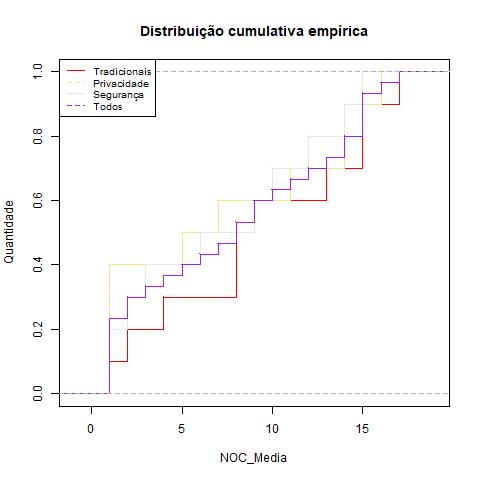 Distribuição cumulativa empírica
Tradicionais
Privacidade
Segurança
Todos
Quantidade
1.0
0.8
0.6
0.4
0.2
0.0
0
5
10
15
NOC_Media